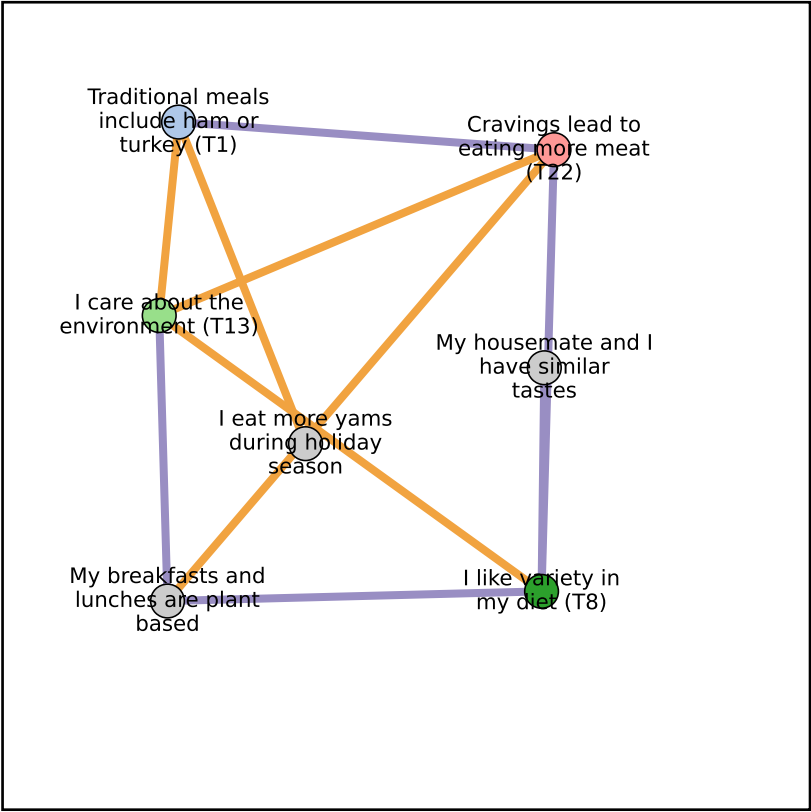 Traditional meals
include ham or
turkey (T1)
Cravings lead to
eating more meat
(T22)
I care about the
environment (T13)
My housemate and I
have similar
tastes
I eat more yams
during holiday
season
My breakfasts and
lunches are plant
based
I like variety in
my diet (T8)